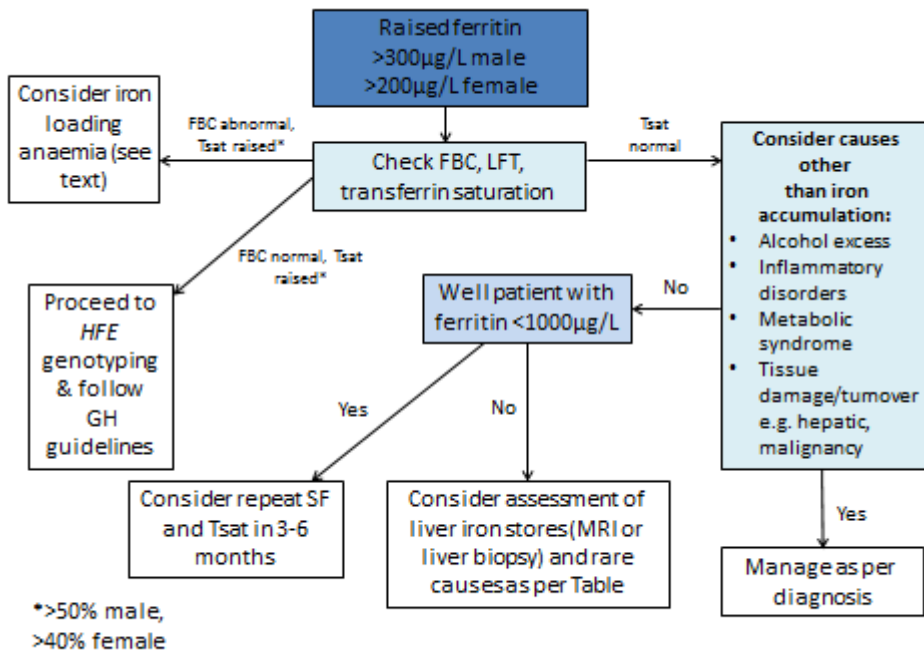 Raised ferritin
>300µg/L male
>200µg/L female
Consider iron
loading
anaemia (see
text)
FBC abnormal,
Tsat raised*
Check FBC, LFT,
transferrin saturation
Tsat
normal
Consider causes
other
than iron
accumulation:
• Alcohol excess
• Inflammatory
disorders
• Metabolic
syndrome
• Tissue
damage/turnover
e.g. hepatic,
malignancy
FBC normal, Tsat
raised*
Proceed to
HFE
genotyping
& follow
GH
guidelines
Well patient with
ferritin <1000µg/L
No
Yes
No
Consider repeat SF
and Tsat in 3-6
months
Consider assessment of
liver iron stores (MRI or
liver biopsy) and rare
causes as per Table
Yes
Manage as per
diagnosis
*>50% male,
>40% female